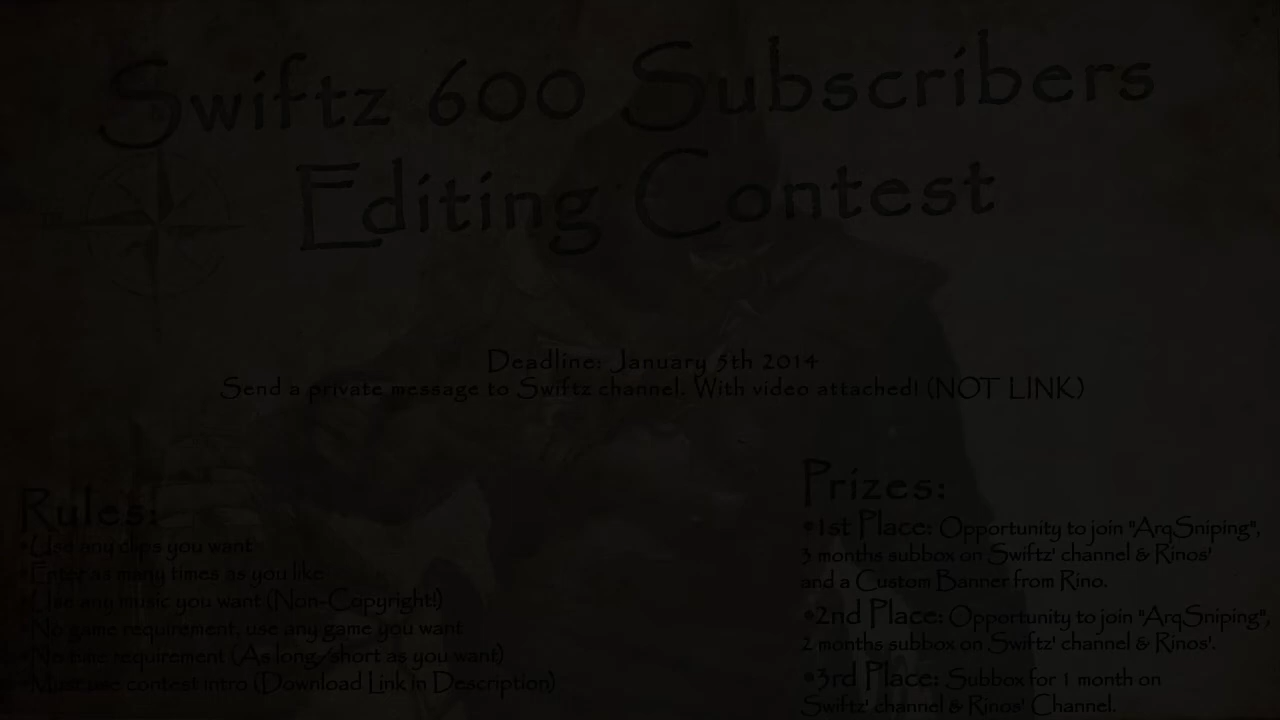 Swiftz 600 Subscribers
Editing Contest
Deadline: January 5th 2014
Send a private message to Swiftz channel. With video attached! (NOT LINK)
Rules:
•Use any clips you want
•Enter as many times as you like
•Use any music you want (Non-Copyright!)
•No game requirement, use any game you want
•No time requirement (As long/short as you want)
•Must use contest intro (Download Link in Description)
Prizes:
•1st Place: Opportunity to join "ArqSniping",
3 months subbox on Swiftz' channel & Rinos'
and a Custom Banner from Rino.
•2nd Place: Opportunity to join "ArqSniping",
2 months subbox on Swiftz' channel & Rinos'.
•3rd Place: Subbox for 1 month on
Swiftz' channel & Rinos' Channel.